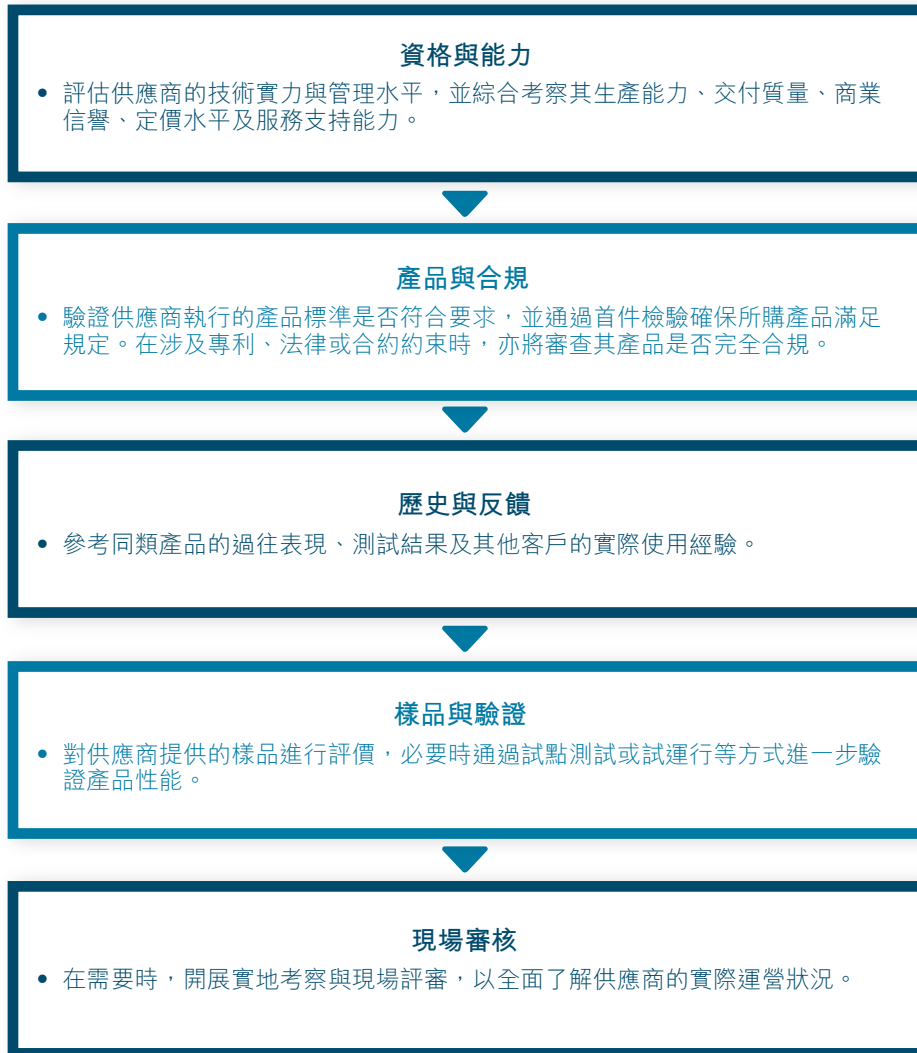 資格與能力
• 評估供應商的技術實力與管理水平，並綜合考察其生產能力、交付質量、商業
信譽、定價水平及服務支持能力。
產品與合規
• 驗證供應商執行的產品標準是否符合要求，並通過首件檢驗確保所購產品滿足
規定。在涉及專利、法律或合約約束時，亦將審查其產品是否完全合規。
歷史與反饋
• 參考同類產品的過往表現、測試結果及其他客戶的實際使用經驗。
樣品與驗證
• 對供應商提供的樣品進行評價，必要時通過試點測試或試運行等方式進一步驗
證產品性能。
現場審核
• 在需要時，開展實地考察與現場評審，以全面了解供應商的實際運營狀況。